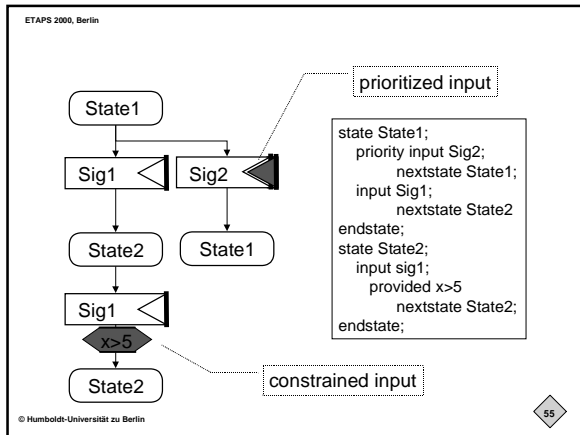 ETAPS 2000, Berlin
prioritized input
State1
Sig1
Sig2
State2
State1
Sig1
x>5
State2
constrained input
state State1;
priority input Sig2;
nextstate State1;
input Sig1;
nextstate State2
endstate;
state State2;
input sig1;
provided x>5
nextstate State2;
endstate;
© Humboldt-Universität zu Berlin
55